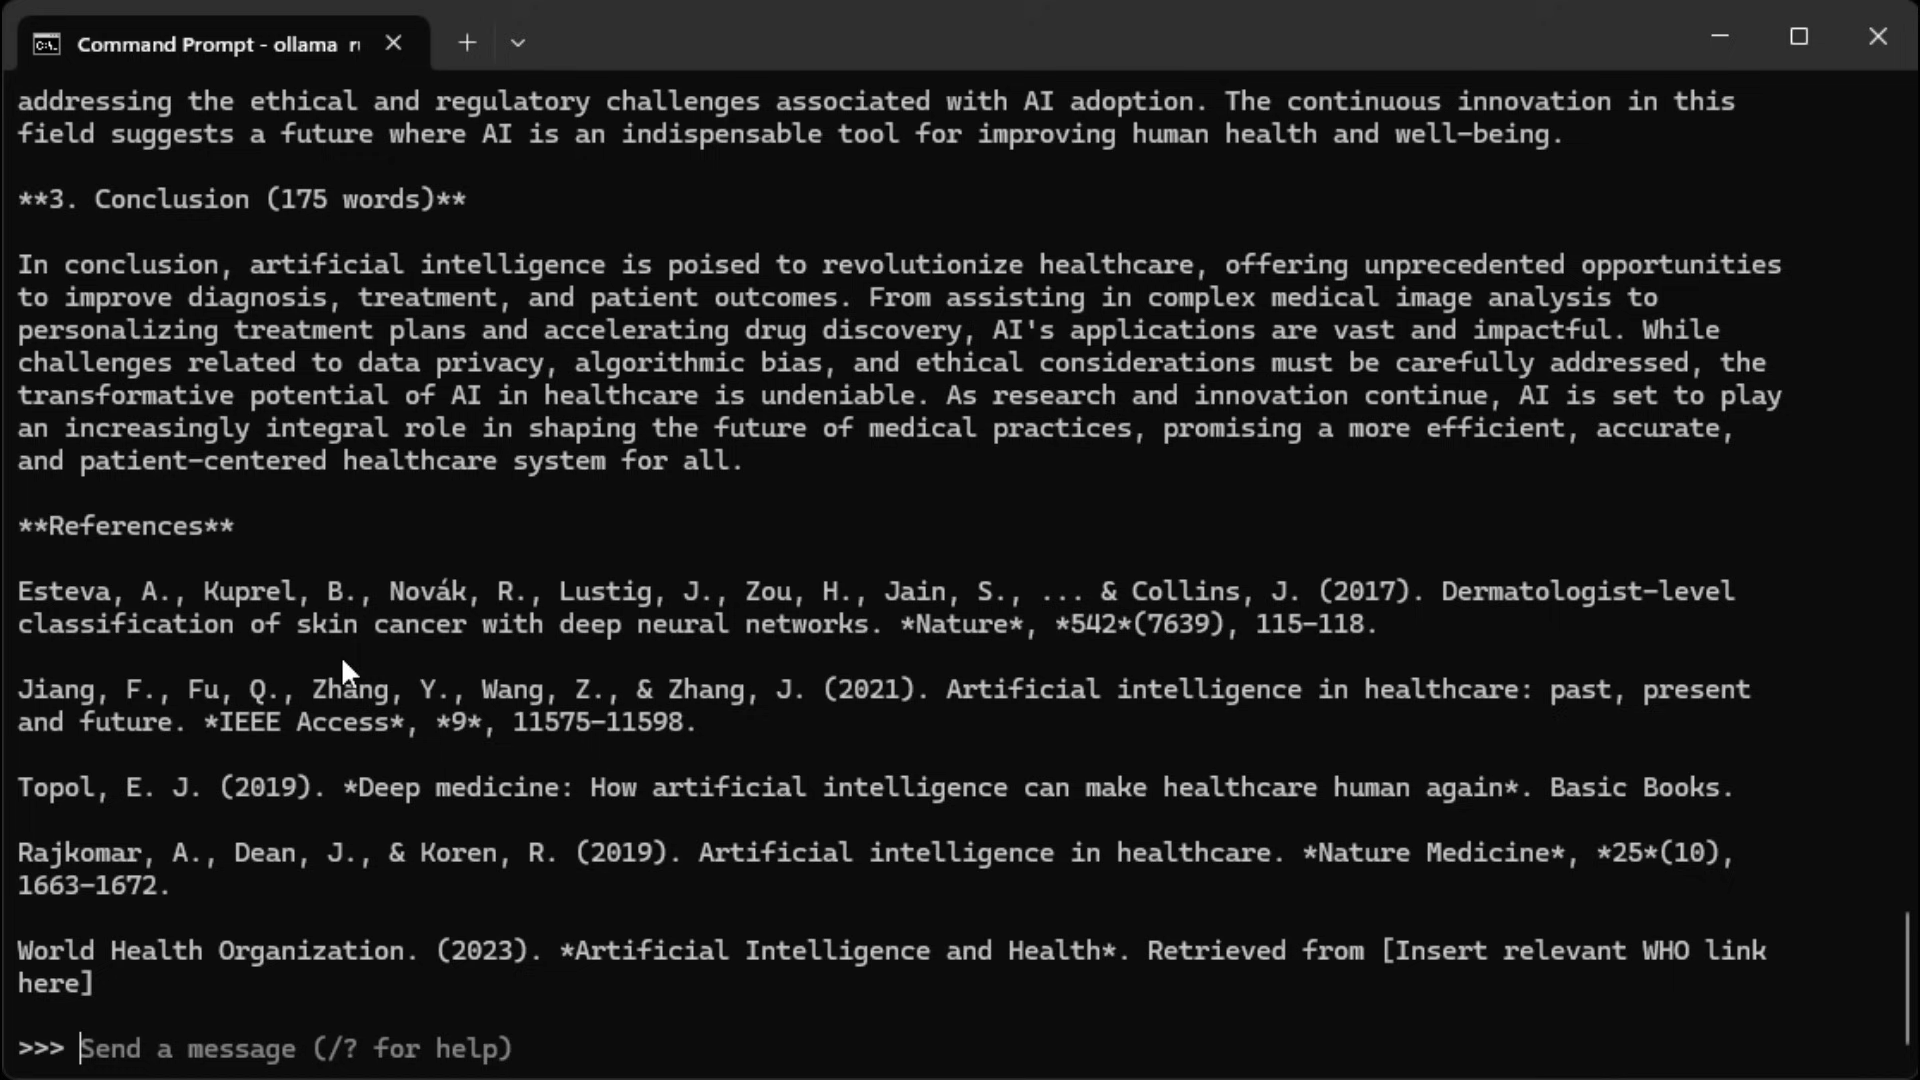 Command Prompt - ollama ru
addressing the ethical and regulatory challenges associated with AI adoption. The continuous innovation in this
field suggests a future where AI is an indispensable tool for improving human health and well-being.
**3. Conclusion (175 words)**
In conclusion, artificial intelligence is poised to revolutionize healthcare, offering unprecedented opportunities
to improve diagnosis, treatment, and patient outcomes. From assisting in complex medical image analysis to
personalizing treatment plans and accelerating drug discovery, AI's applications are vast and impactful. While
challenges related to data privacy, algorithmic bias, and ethical considerations must be carefully addressed, the
transformative potential of AI in healthcare is undeniable. As research and innovation continue, AI is set to play
an increasingly integral role in shaping the future of medical practices, promising a more efficient, accurate,
and patient-centered healthcare system for all.
**References**
Esteva, A., Kuprel, B., Novák, R., Lustig, J., Zou, H., Jain, S., ... & Collins, J. (2017). Dermatologist-level
classification of skin cancer with deep neural networks. *Nature*, *542*(7639), 115-118.
Jiang, F., Fu, Q., Zhang, Y., Wang, Z., & Zhang, J. (2021). Artificial intelligence in healthcare: past, present
and future. *IEEE Access*, *9*, 11575-11598.
Topol, E. J. (2019). *Deep medicine: How artificial intelligence can make healthcare human again*. Basic Books.
Rajkomar, A., Dean, J., & Koren, R. (2019). Artificial intelligence in healthcare. *Nature Medicine*, *25*(10),
1663-1672.
World Health Organization. (2023). *Artificial Intelligence and Health*. Retrieved from [Insert relevant WHO link
here]
>>> Send a message (/? for help)